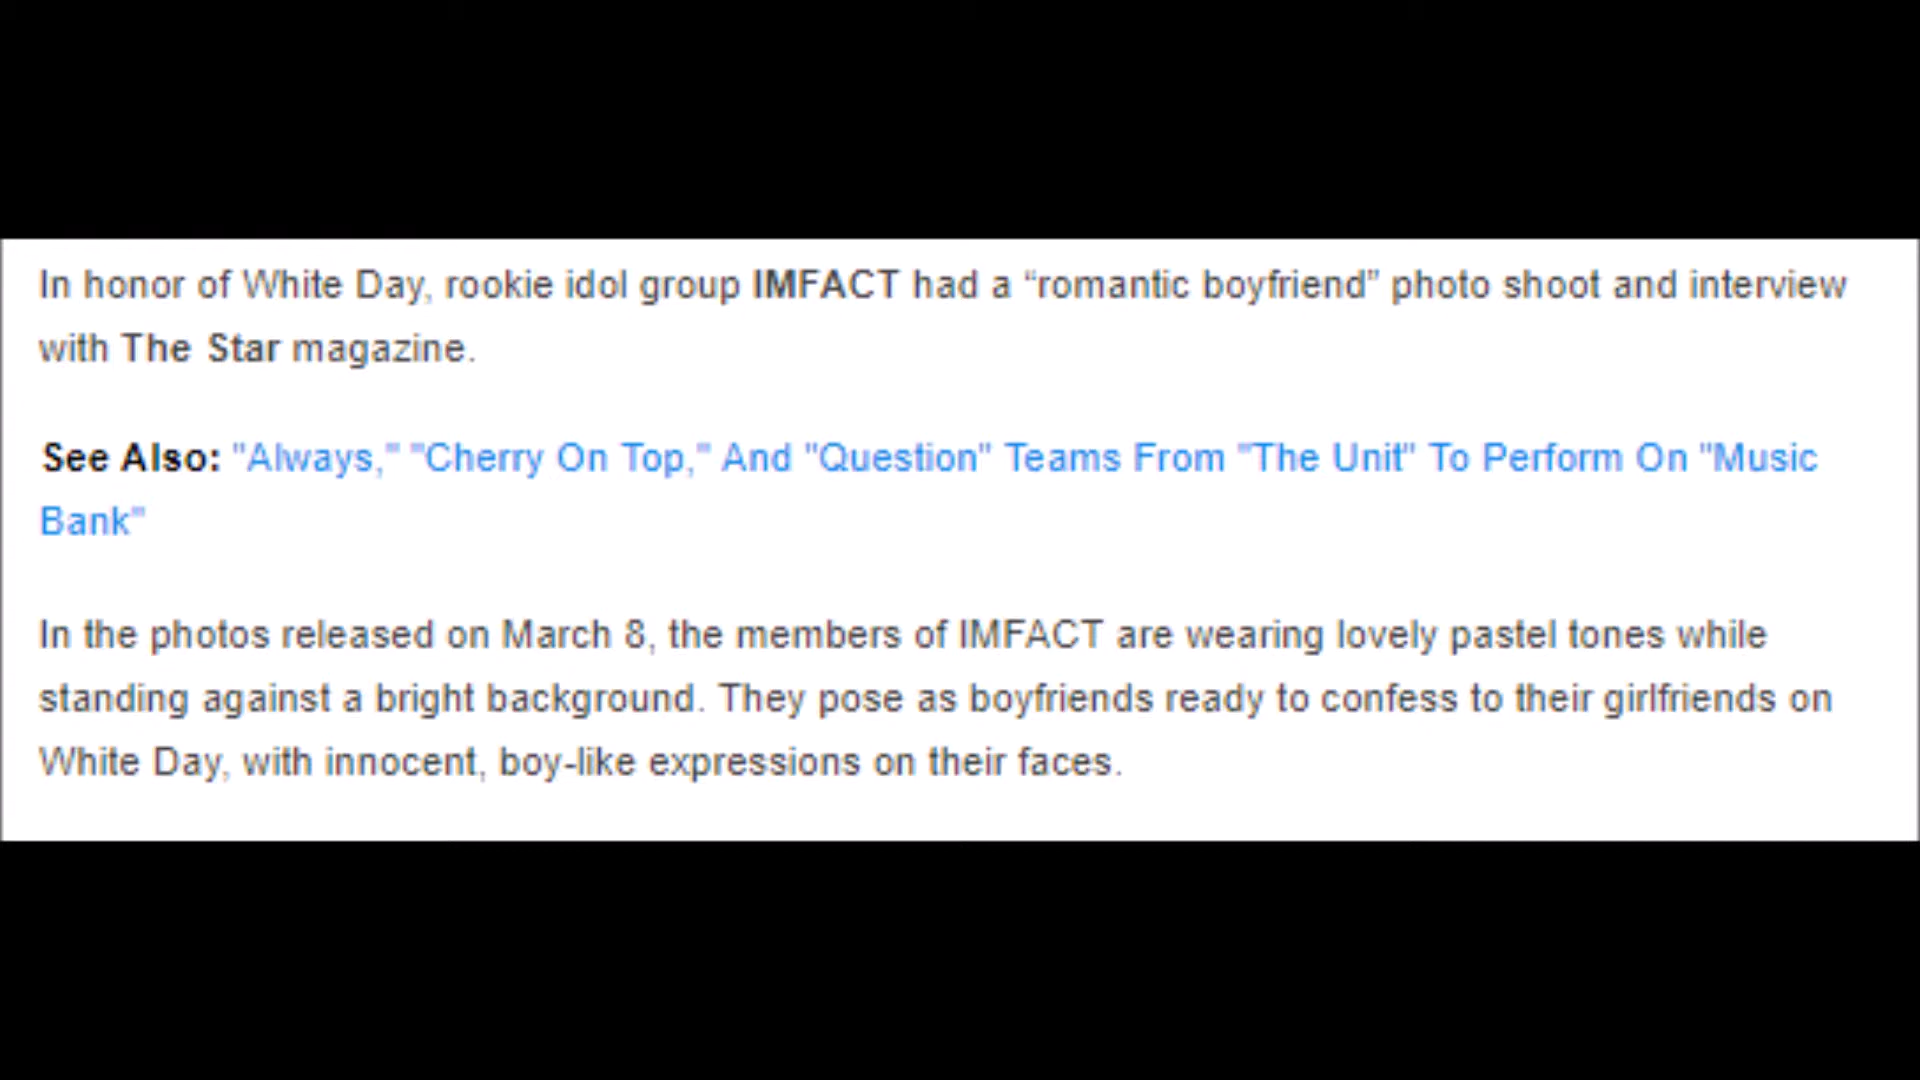 In honor of White Day, rookie idol group IMFACT had a “romantic boyfriend” photo shoot and interview
with The Star magazine.
See Also: "Always," "Cherry On Top," And "Question" Teams From "The Unit" To Perform On "Music
Bank"
In the photos released on March 8, the members of IMFACT are wearing lovely pastel tones while
standing against a bright background. They pose as boyfriends ready to confess to their girlfriends on
White Day, with innocent, boy-like expressions on their faces.